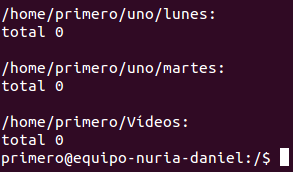 /home/primero/uno/lunes:
total 0
/home/primero/uno/martes:
total 0
/home/primero/Vídeos:
total 0
primero@equipo-nuria-daniel:/$